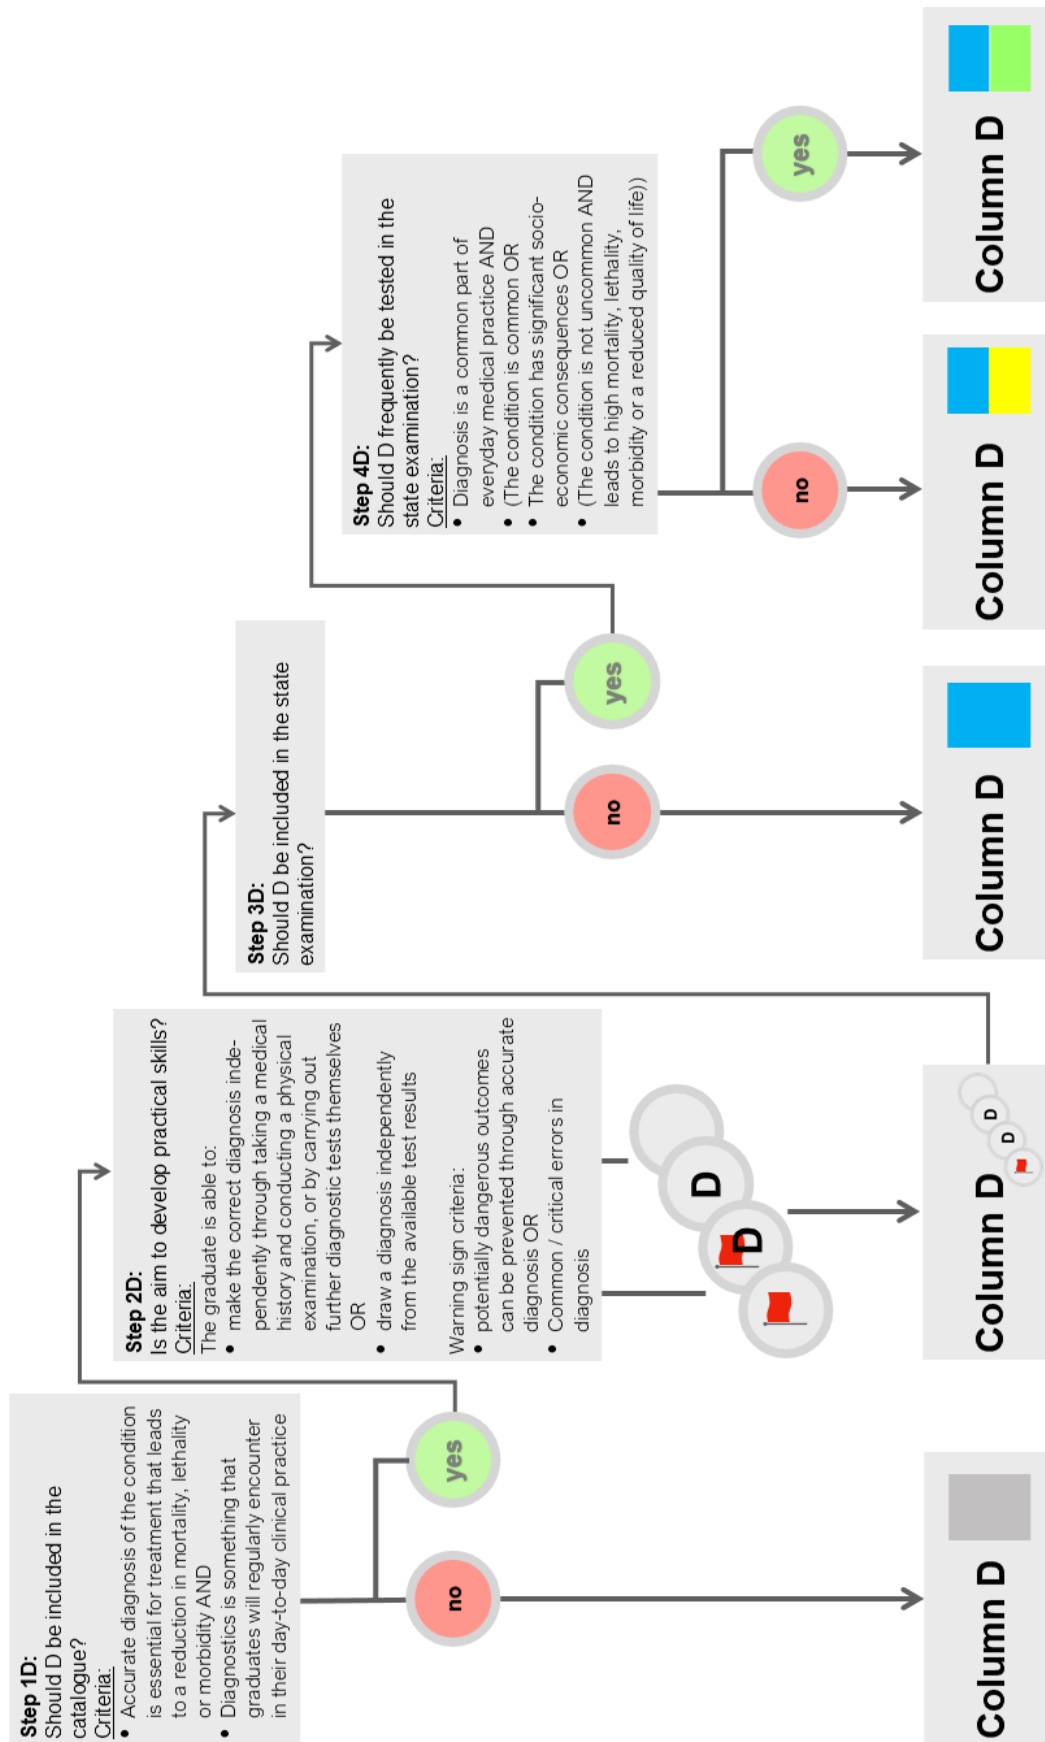 Step 1D:
Should D be included in the
catalogue?
Criteria:
• Accurate diagnosis of the condition
is essential for treatment that leads
to a reduction in mortality, lethality
or morbidity AND
• Diagnostics is something that
graduates will regularly encounter
in their day-to-day clinical practice
no
yes
Column D
Step 2D:
Is the aim to develop practical skills?
Criteria:
The graduate is able to:
• make the correct diagnosis inde-
pendently through taking a medical
history and conducting a physical
examination, or by carrying out
further diagnostic tests themselves
OR
• draw a diagnosis independently
from the available test results
Warning sign criteria:
• potentially dangerous outcomes
can be prevented through accurate
diagnosis OR
• Common / critical errors in
diagnosis
D
D
Column D
D
D
Step 3D:
Should D be included in the state
examination?
no
yes
Column D
Step 4D:
Should D frequently be tested in the
state examination?
Criteria:
• Diagnosis is a common part of
everyday medical practice AND
• (The condition is common OR
• The condition has significant socio-
economic consequences OR
• (The condition is not uncommon AND
leads to high mortality, lethality,
morbidity or a reduced quality of life))
no
yes
Column D
Column D